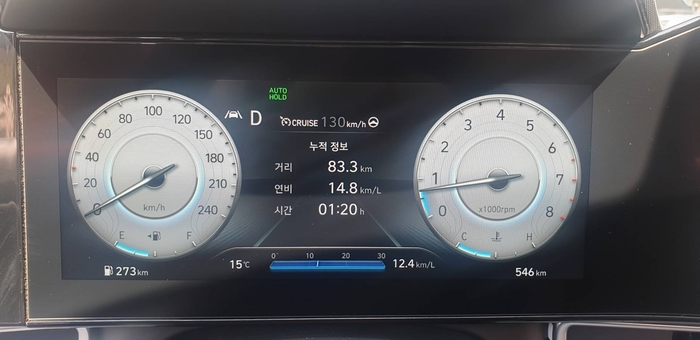 AUTO
HOLD
D
CRUISE 130km/h
누적 정보
거리 83.3 km
연비 14.8 km/L
시간 01:20 h
0 20 40 60 80 100 120 150 180 210 240
km/h
E F
273 km
0 1 2 3 4 5 6 7 8
x1000rpm
C H
0 10 20 30
15℃
12.4 km/L
546 km